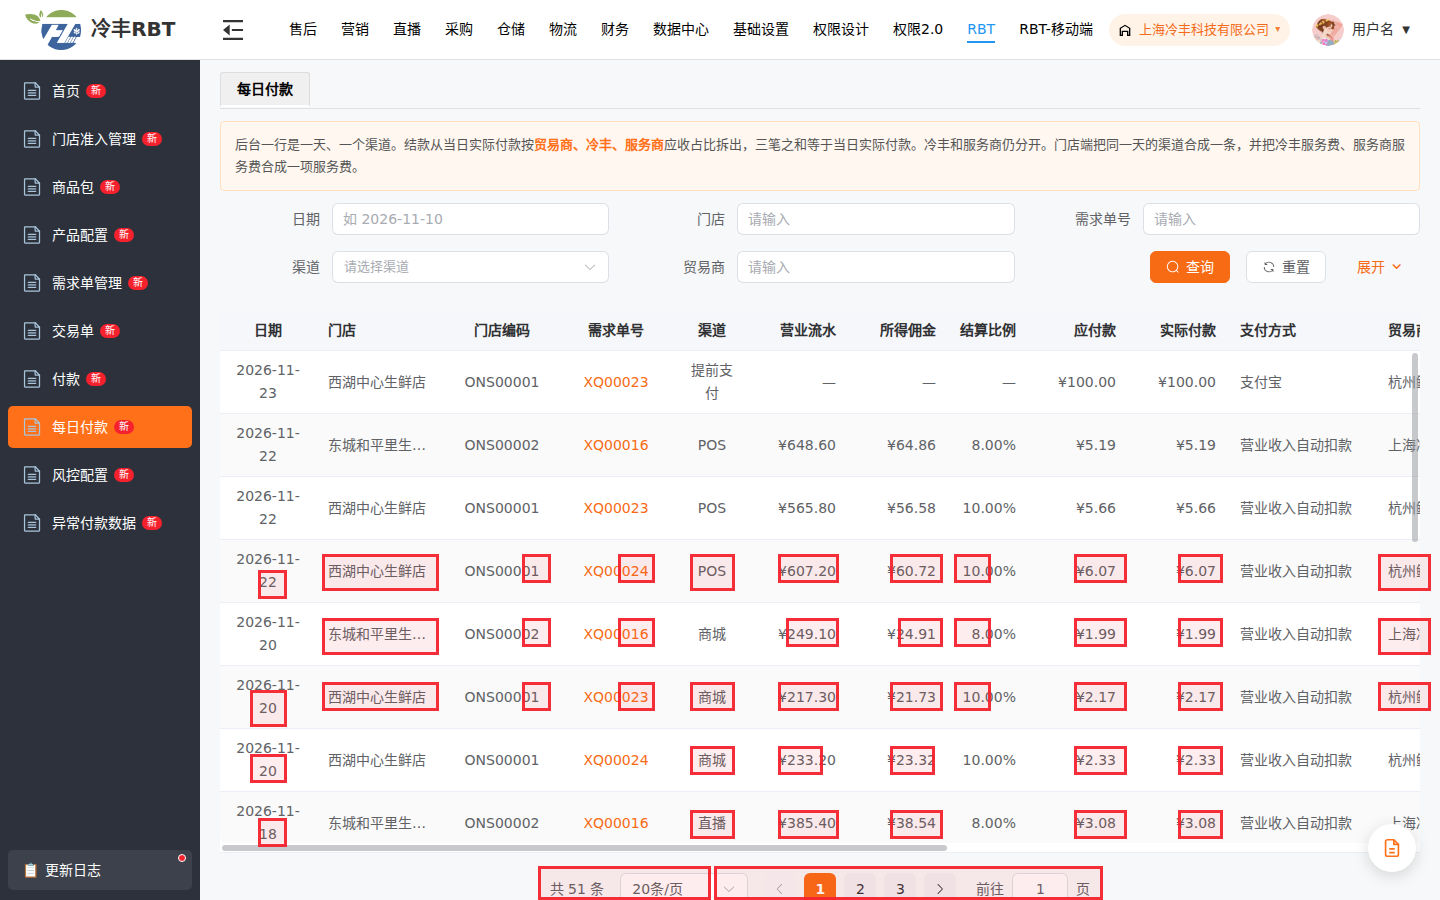 冷丰RBT
售后 营销 直播 采购 仓储 物流 财务 数据中心 基础设置 权限设计 权限2.0 RBT RBT-移动端 上海冷丰科技有限公司 ▾ 用户名 ▼
首页 新
门店准入管理 新
商品包 新
产品配置 新
需求单管理 新
交易单 新
付款 新
每日付款 新
风控配置 新
异常付款数据 新
更新日志
每日付款
后台一行是一天、一个渠道。结款从当日实际付款按贸易商、冷丰、服务商应收占比拆出，三笔之和等于当日实际付款。冷丰和服务商仍分开。门店端把同一天的渠道合成一条，并把冷丰服务费、服务商服
务费合成一项服务费。
日期 如 2026-11-10 门店 请输入 需求单号 请输入
渠道 请选择渠道 贸易商 请输入 查询 重置 展开
日期 门店 门店编码 需求单号 渠道 营业流水 所得佣金 结算比例 应付款 实际付款 支付方式 贸易
2026-11-23 西湖中心生鲜店 ONS00001 XQ00023 提前支付 — — — ¥100.00 ¥100.00 支付宝 杭州
2026-11-22 东城和平里生... ONS00002 XQ00016 POS ¥648.60 ¥64.86 8.00% ¥5.19 ¥5.19 营业收入自动扣款 上海
2026-11-22 西湖中心生鲜店 ONS00001 XQ00023 POS ¥565.80 ¥56.58 10.00% ¥5.66 ¥5.66 营业收入自动扣款 杭州
2026-11-22 西湖中心生鲜店 ONS00001 XQ00024 POS ¥607.20 ¥60.72 10.00% ¥6.07 ¥6.07 营业收入自动扣款 杭州
2026-11-20 东城和平里生... ONS00002 XQ00016 商城 ¥249.10 ¥24.91 8.00% ¥1.99 ¥1.99 营业收入自动扣款 上海
2026-11-20 西湖中心生鲜店 ONS00001 XQ00023 商城 ¥217.30 ¥21.73 10.00% ¥2.17 ¥2.17 营业收入自动扣款 杭州
2026-11-20 西湖中心生鲜店 ONS00001 XQ00024 商城 ¥233.20 ¥23.32 10.00% ¥2.33 ¥2.33 营业收入自动扣款 杭州
2026-11-18 东城和平里生... ONS00002 XQ00016 直播 ¥385.40 ¥38.54 8.00% ¥3.08 ¥3.08 营业收入自动扣款 上海
共 51 条 20条/页 1 2 3 前往 1 页